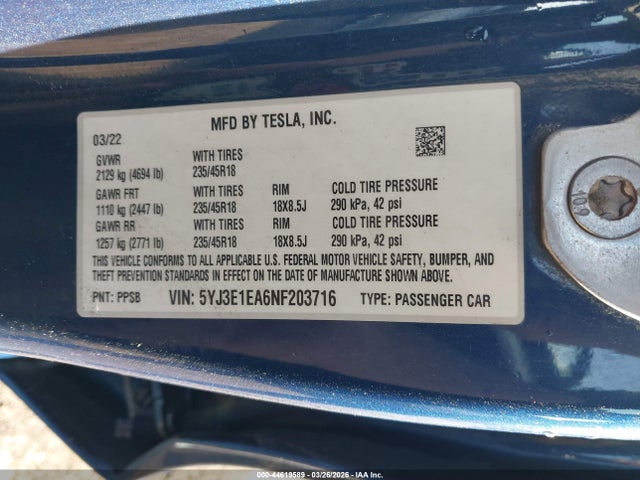 MFD BY TESLA, INC.
03/22
GVWR WITH TIRES
2129 kg (4694 lb) 235/45R18
GAWR FRT WITH TIRES RIM COLD TIRE PRESSURE
1110 kg (2447 lb) 235/45R18 18X8.5J 290 kPa, 42 psi
GAWR RR WITH TIRES RIM COLD TIRE PRESSURE
1257 kg (2771 lb) 235/45R18 18X8.5J 290 kPa, 42 psi
THIS VEHICLE CONFORMS TO ALL APPLICABLE U.S. FEDERAL MOTOR VEHICLE SAFETY, BUMPER, AND
THEFT PREVENTION STANDARDS IN EFFECT ON THE DATE OF MANUFACTURE SHOWN ABOVE.
PNT: PPSB VIN: 5YJ3E1EA6NF203716 TYPE: PASSENGER CAR
10.9
000-44619589 | 03/26/2026 | IAA Inc.